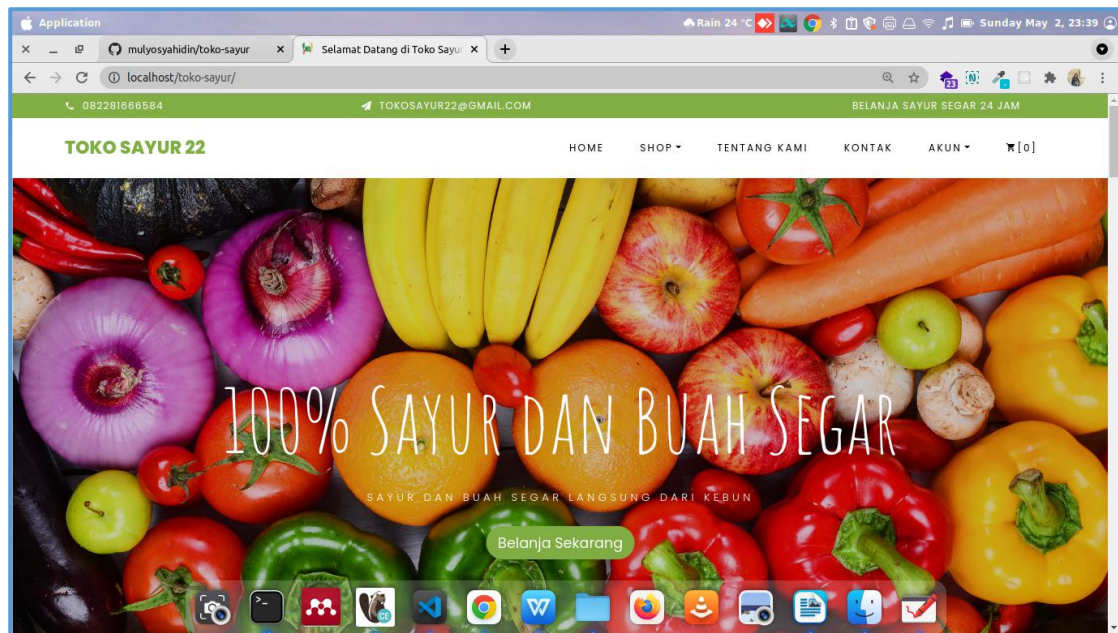 Application
Rain 24 °C
Sunday May 2, 23:39
mulyosyahidin/toko-sayur
Selamat Datang di Toko Sayur
localhost/toko-sayur/
23
082281666584
TOKOSAYUR22@GMAIL.COM
BELANJA SAYUR SEGAR 24 JAM
TOKO SAYUR 22
HOME
SHOP
TENTANG KAMI
KONTAK
AKUN
[0]
100% SAYUR DAN BUAH SEGAR
SAYUR DAN BUAH SEGAR LANGSUNG DARI KEBUN
Belanja Sekarang
CE
W